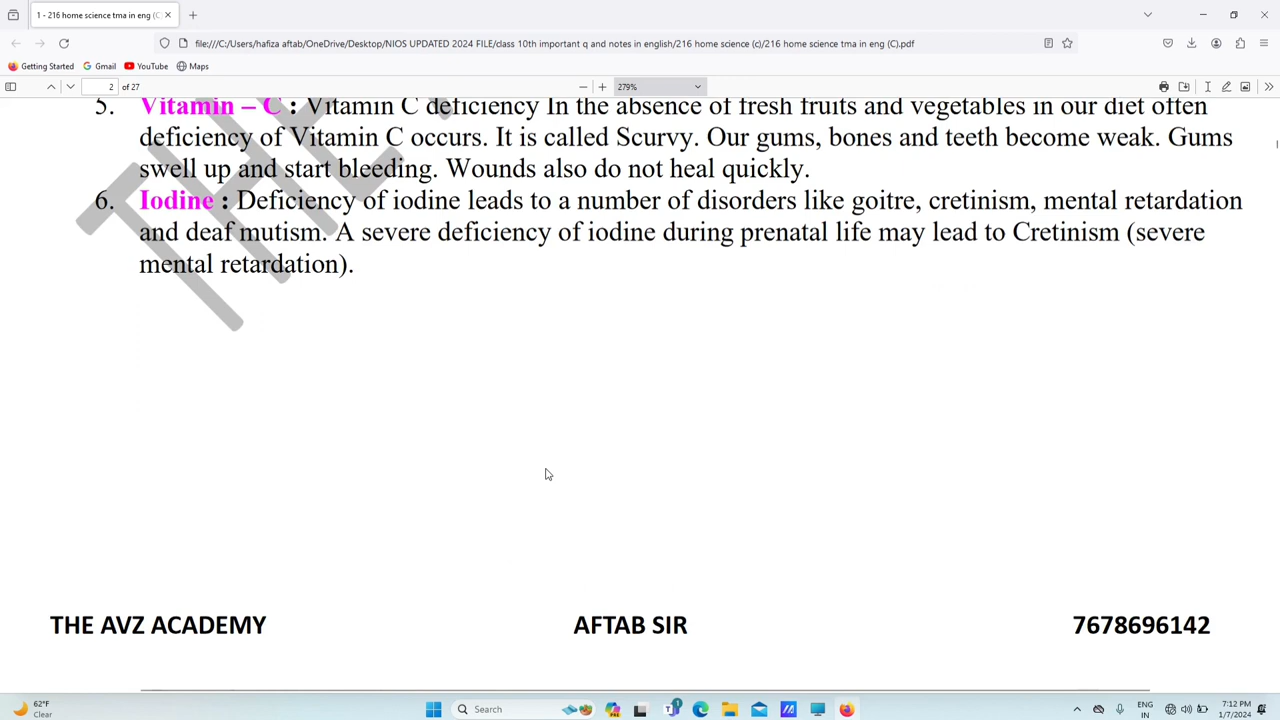 1 - 216 home science tma in eng (C
file:///C:/Users/hafiza aftab/OneDrive/Desktop/NIOS UPDATED 2024 FILE/class 10th important q and notes in english/216 home science (c)/216 home science tma in eng (C).pdf
Getting Started Gmail YouTube Maps
2 of 27
279%
5. Vitamin – C : Vitamin C deficiency In the absence of fresh fruits and vegetables in our diet often
deficiency of Vitamin C occurs. It is called Scurvy. Our gums, bones and teeth become weak. Gums
swell up and start bleeding. Wounds also do not heal quickly.
6. Iodine : Deficiency of iodine leads to a number of disorders like goitre, cretinism, mental retardation
and deaf mutism. A severe deficiency of iodine during prenatal life may lead to Cretinism (severe
mental retardation).
THE
THE AVZ ACADEMY AFTAB SIR 7678696142
62°F
Clear
Search
ENG
IN
7:12 PM
1/7/2024